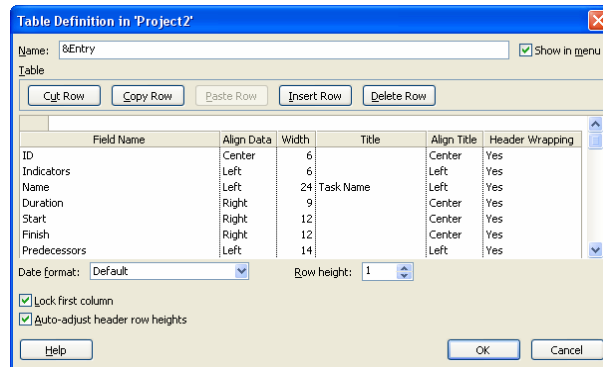 Table Definition in 'Project2'
Name: &Entry Show in menu
Table
Cut Row Copy Row Paste Row Insert Row Delete Row
Field Name Align Data Width Title Align Title Header Wrapping
ID Center 6 Center Yes
Indicators Left 6 Left Yes
Name Left 24 Task Name Left Yes
Duration Right 9 Center Yes
Start Right 12 Center Yes
Finish Right 12 Center Yes
Predecessors Left 14 Left Yes
Date format: Default Row height: 1
Lock first column
Auto-adjust header row heights
Help OK Cancel